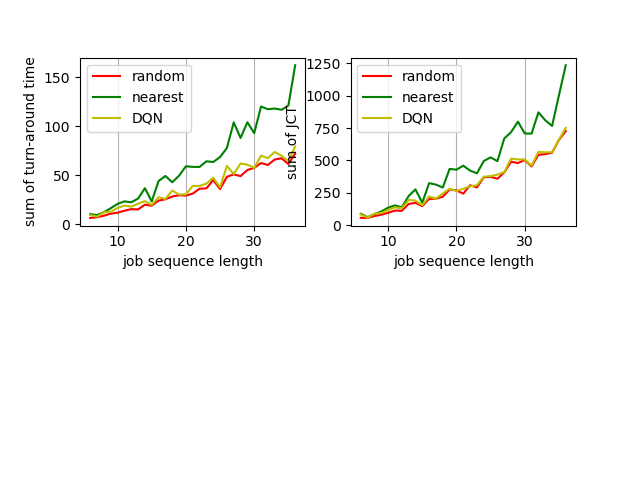 sum of turn-around time
150
100
50
0
random
nearest
DQN
10
20
30
job sequence length
sum of JCT
1250
1000
750
500
250
0
random
nearest
DQN
10
20
30
job sequence length